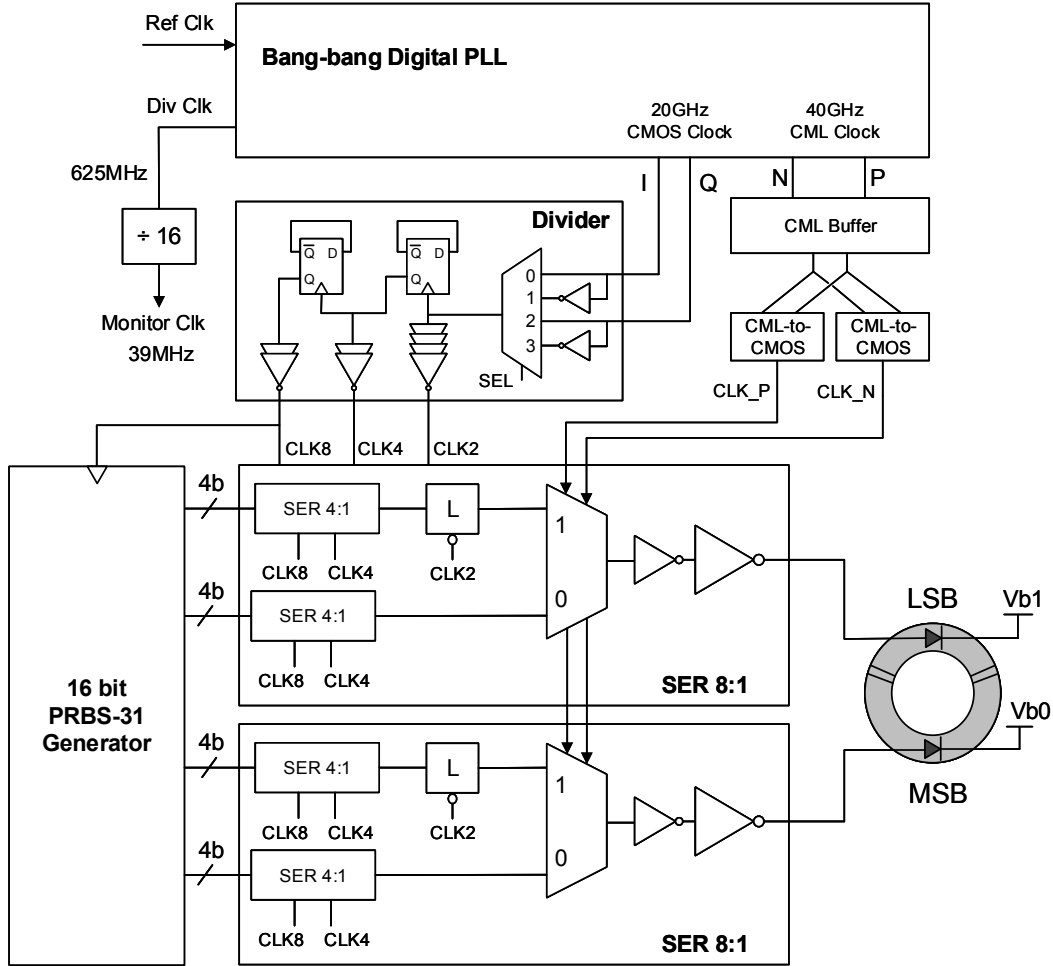 Ref Clk
Bang-bang Digital PLL
Div Clk
20GHz
CMOS Clock
40GHz
CML Clock
625MHz
I
Q
N
P
÷ 16
Divider
CML Buffer
Q D
Q
Q D
Q
0
1
2
3
Monitor Clk
39MHz
SEL
CML-to-
CMOS
CML-to-
CMOS
CLK_P
CLK_N
CLK8
CLK4
CLK2
4b
SER 4:1
L
1
CLK8
CLK4
CLK2
4b
SER 4:1
0
CLK8
CLK4
SER 8:1
LSB
Vb1
16 bit
PRBS-31
Generator
Vb0
MSB
4b
SER 4:1
L
1
CLK8
CLK4
CLK2
4b
SER 4:1
0
CLK8
CLK4
SER 8:1